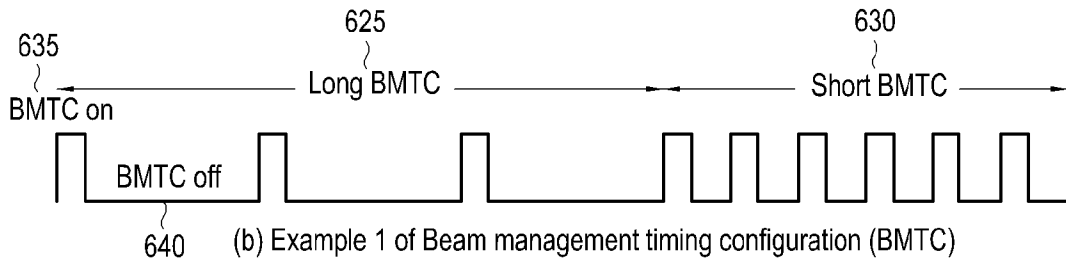 635
625
630
BMTC on
Long BMTC
Short BMTC
BMTC off
640
(b) Example 1 of Beam management timing configuration (BMTC)